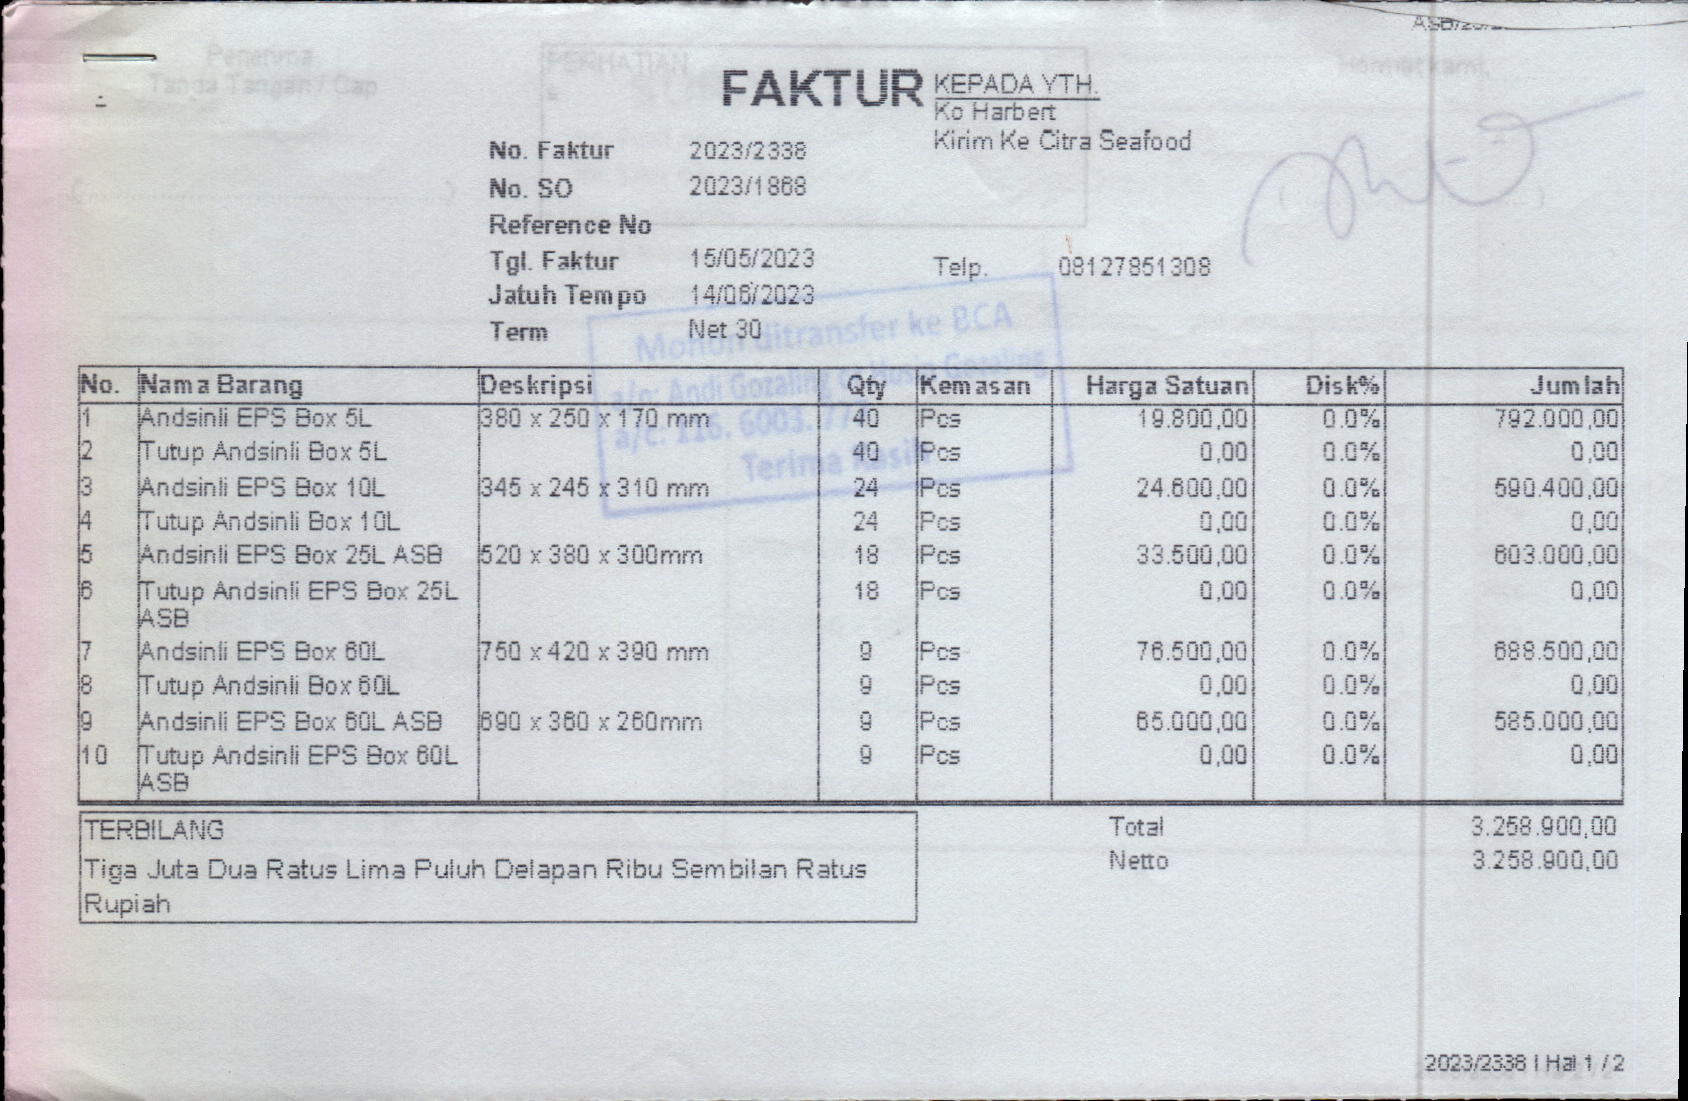 FAKTUR
KEPADA YTH.
Ko Harbert
Kirim Ke Citra Seafood
No. Faktur 2023/2338
No. SO 2023/1868
Reference No
Tgl. Faktur 15/05/2023
Telp. 08127851308
Jatuh Tempo 14/06/2023
Term Net 30
Mohon ditransfer ke BCA
a/n: Andi Gozaling
a/c: 116. 6003.
Terima Kasih
No. Nama Barang Deskripsi Qty Kemasan Harga Satuan Disk% Jumlah
1 Andsinli EPS Box 5L 380 x 250 x 170 mm 40 Pcs 19.800,00 0.0% 792.000,00
2 Tutup Andsinli Box 5L 40 Pcs 0,00 0.0% 0,00
3 Andsinli EPS Box 10L 345 x 245 x 310 mm 24 Pcs 24.600,00 0.0% 590.400,00
4 Tutup Andsinli Box 10L 24 Pcs 0,00 0.0% 0,00
5 Andsinli EPS Box 25L ASB 520 x 380 x 300mm 18 Pcs 33.500,00 0.0% 603.000,00
6 Tutup Andsinli EPS Box 25L 18 Pcs 0,00 0.0% 0,00
ASB
7 Andsinli EPS Box 60L 750 x 420 x 390 mm 9 Pcs 76.500,00 0.0% 688.500,00
8 Tutup Andsinli Box 60L 9 Pcs 0,00 0.0% 0,00
9 Andsinli EPS Box 60L ASB 690 x 360 x 260mm 9 Pcs 65.000,00 0.0% 585.000,00
10 Tutup Andsinli EPS Box 60L 9 Pcs 0,00 0.0% 0,00
ASB
TERBILANG
Tiga Juta Dua Ratus Lima Puluh Delapan Ribu Sembilan Ratus
Rupiah
Total 3.258.900,00
Netto 3.258.900,00
2023/2338 | Hal 1 / 2